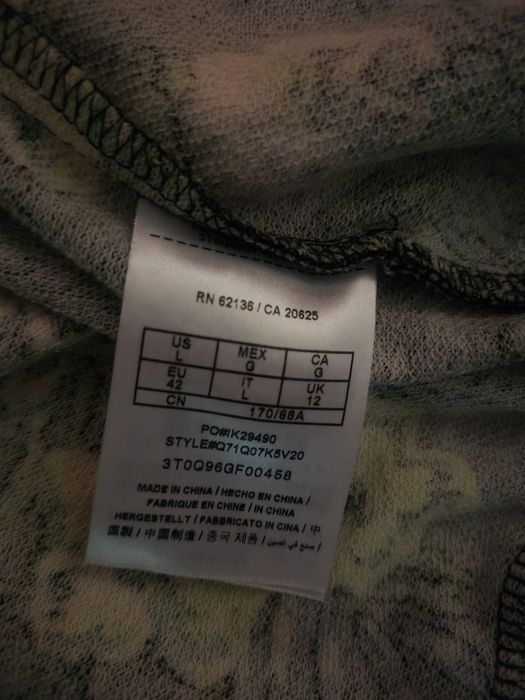 RN 62136 / CA 20625
US MEX CA
L G G
EU IT UK
42 L 12
CN 170/88A
PO#IK29490
STYLE#Q71Q07K5V20
3T0Q96GF00458
MADE IN CHINA / HECHO EN CHINA /
FABRIQUE EN CHINE / IN CHINA
HERGESTELLT / FABBRICATO IN CINA / 中
国製 / 中国制造 / 중국 제품 / صنع في الصين /